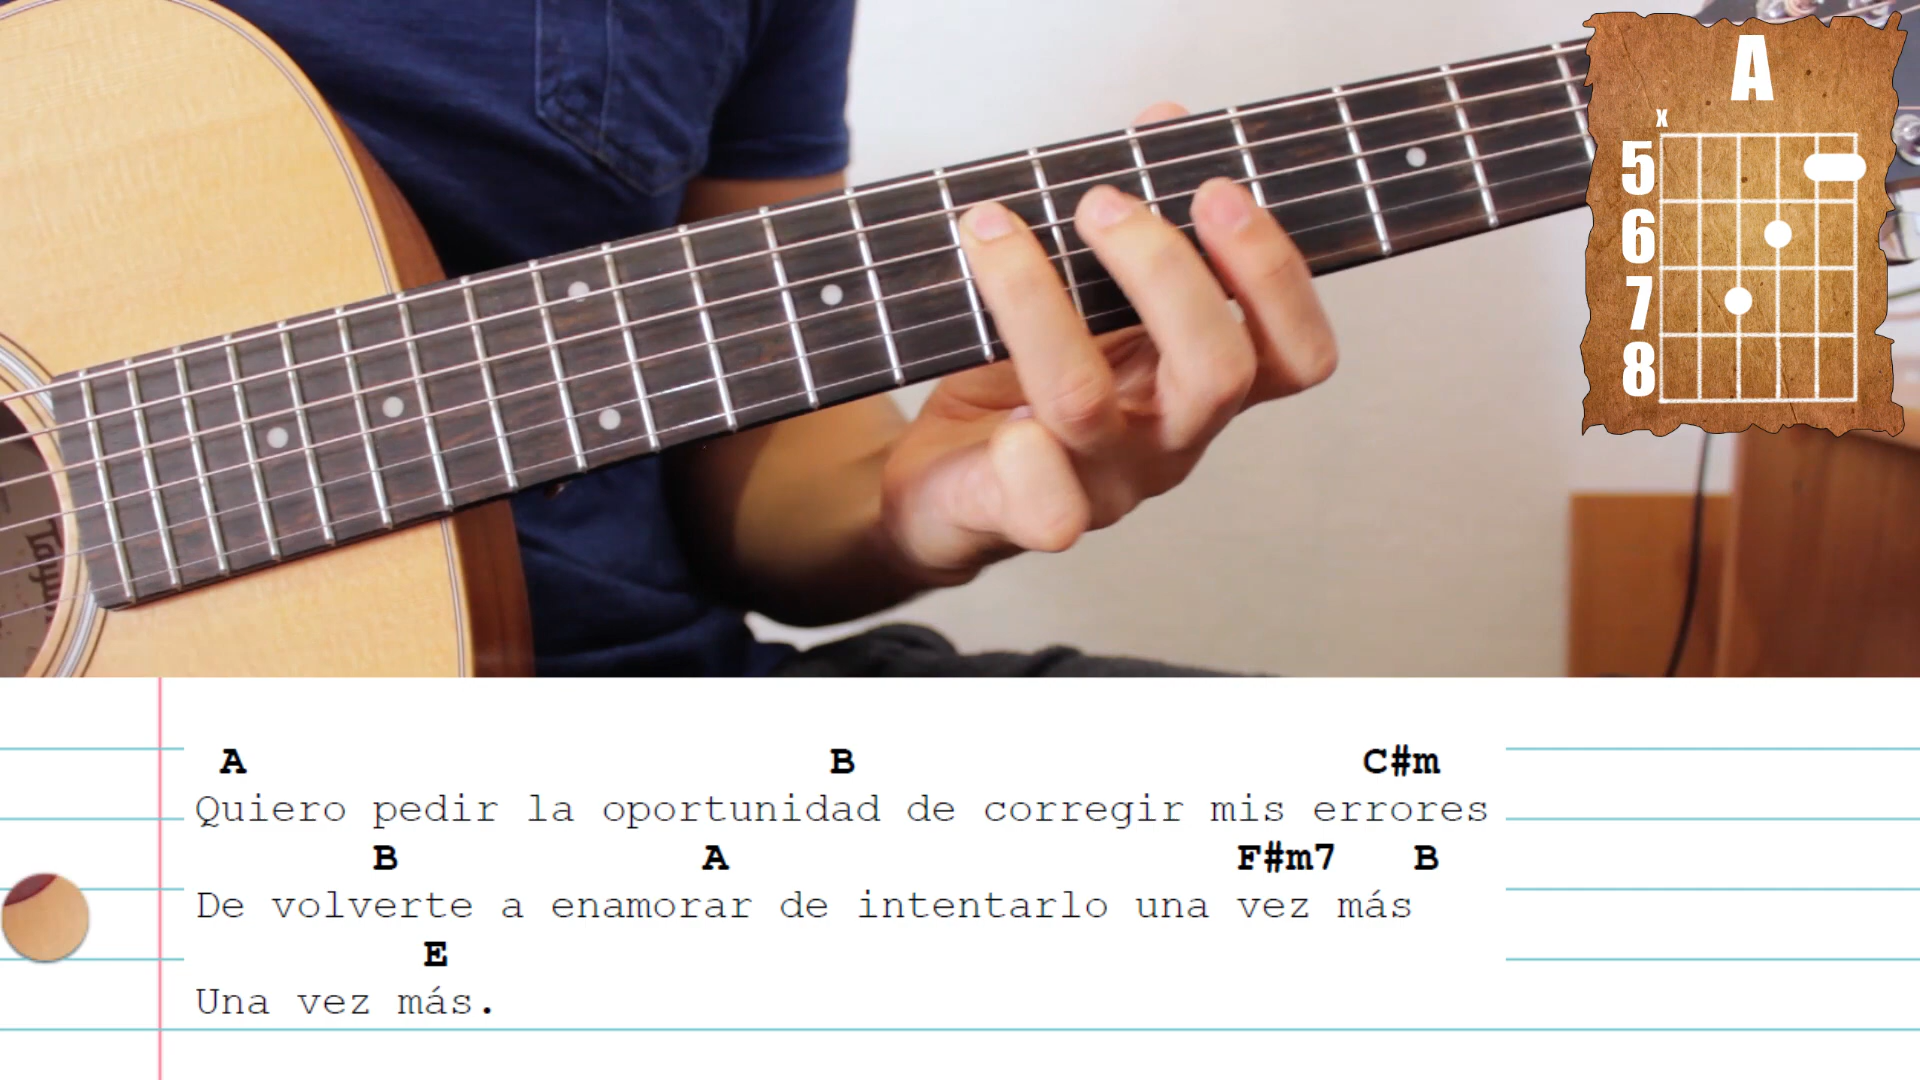 A
x
5
6
7
8
A B C#m
Quiero pedir la oportunidad de corregir mis errores
B A F#m7 B
De volverte a enamorar de intentarlo una vez más
E
Una vez más.